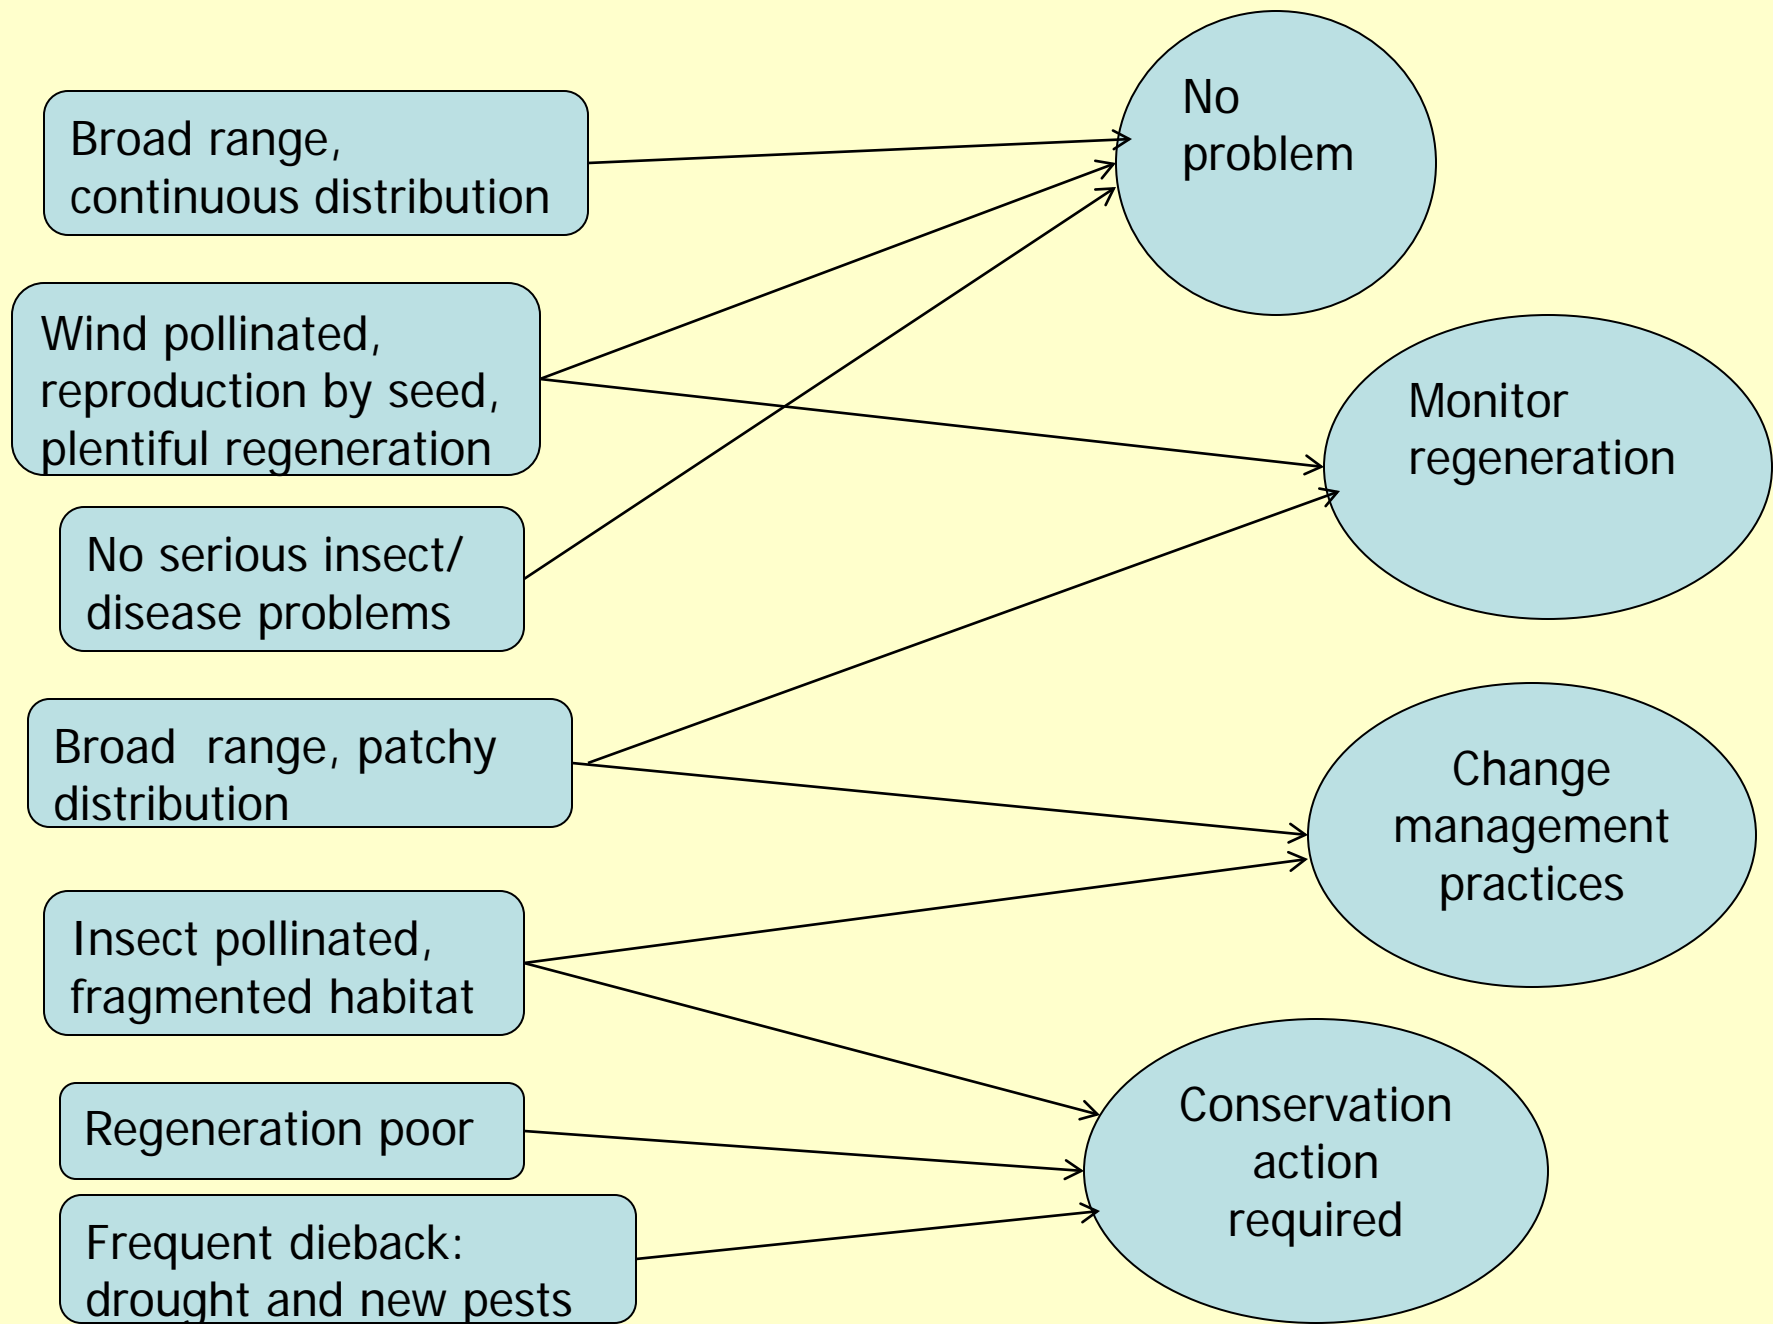 Broad range,
continuous distribution
Wind pollinated,
reproduction by seed,
plentiful regeneration
No serious insect/
disease problems
Broad  range, patchy
distribution
Insect pollinated,
fragmented habitat
Regeneration poor
Frequent dieback:
drought and new pests
No
problem
Monitor
regeneration
Change
management
practices
Conservation
action
required